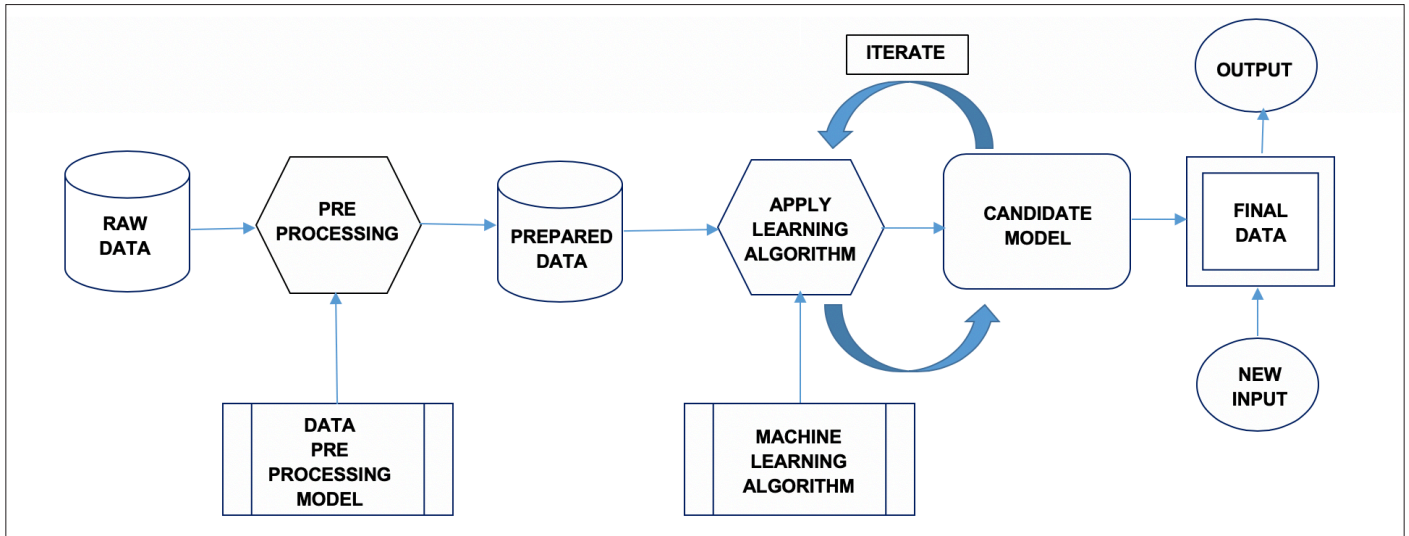 ITERATE
OUTPUT
RAW
DATA
PRE
PROCESSING
PREPARED
DATA
APPLY
LEARNING
ALGORITHM
CANDIDATE
MODEL
FINAL
DATA
NEW
INPUT
DATA
PRE
PROCESSING
MODEL
MACHINE
LEARNING
ALGORITHM